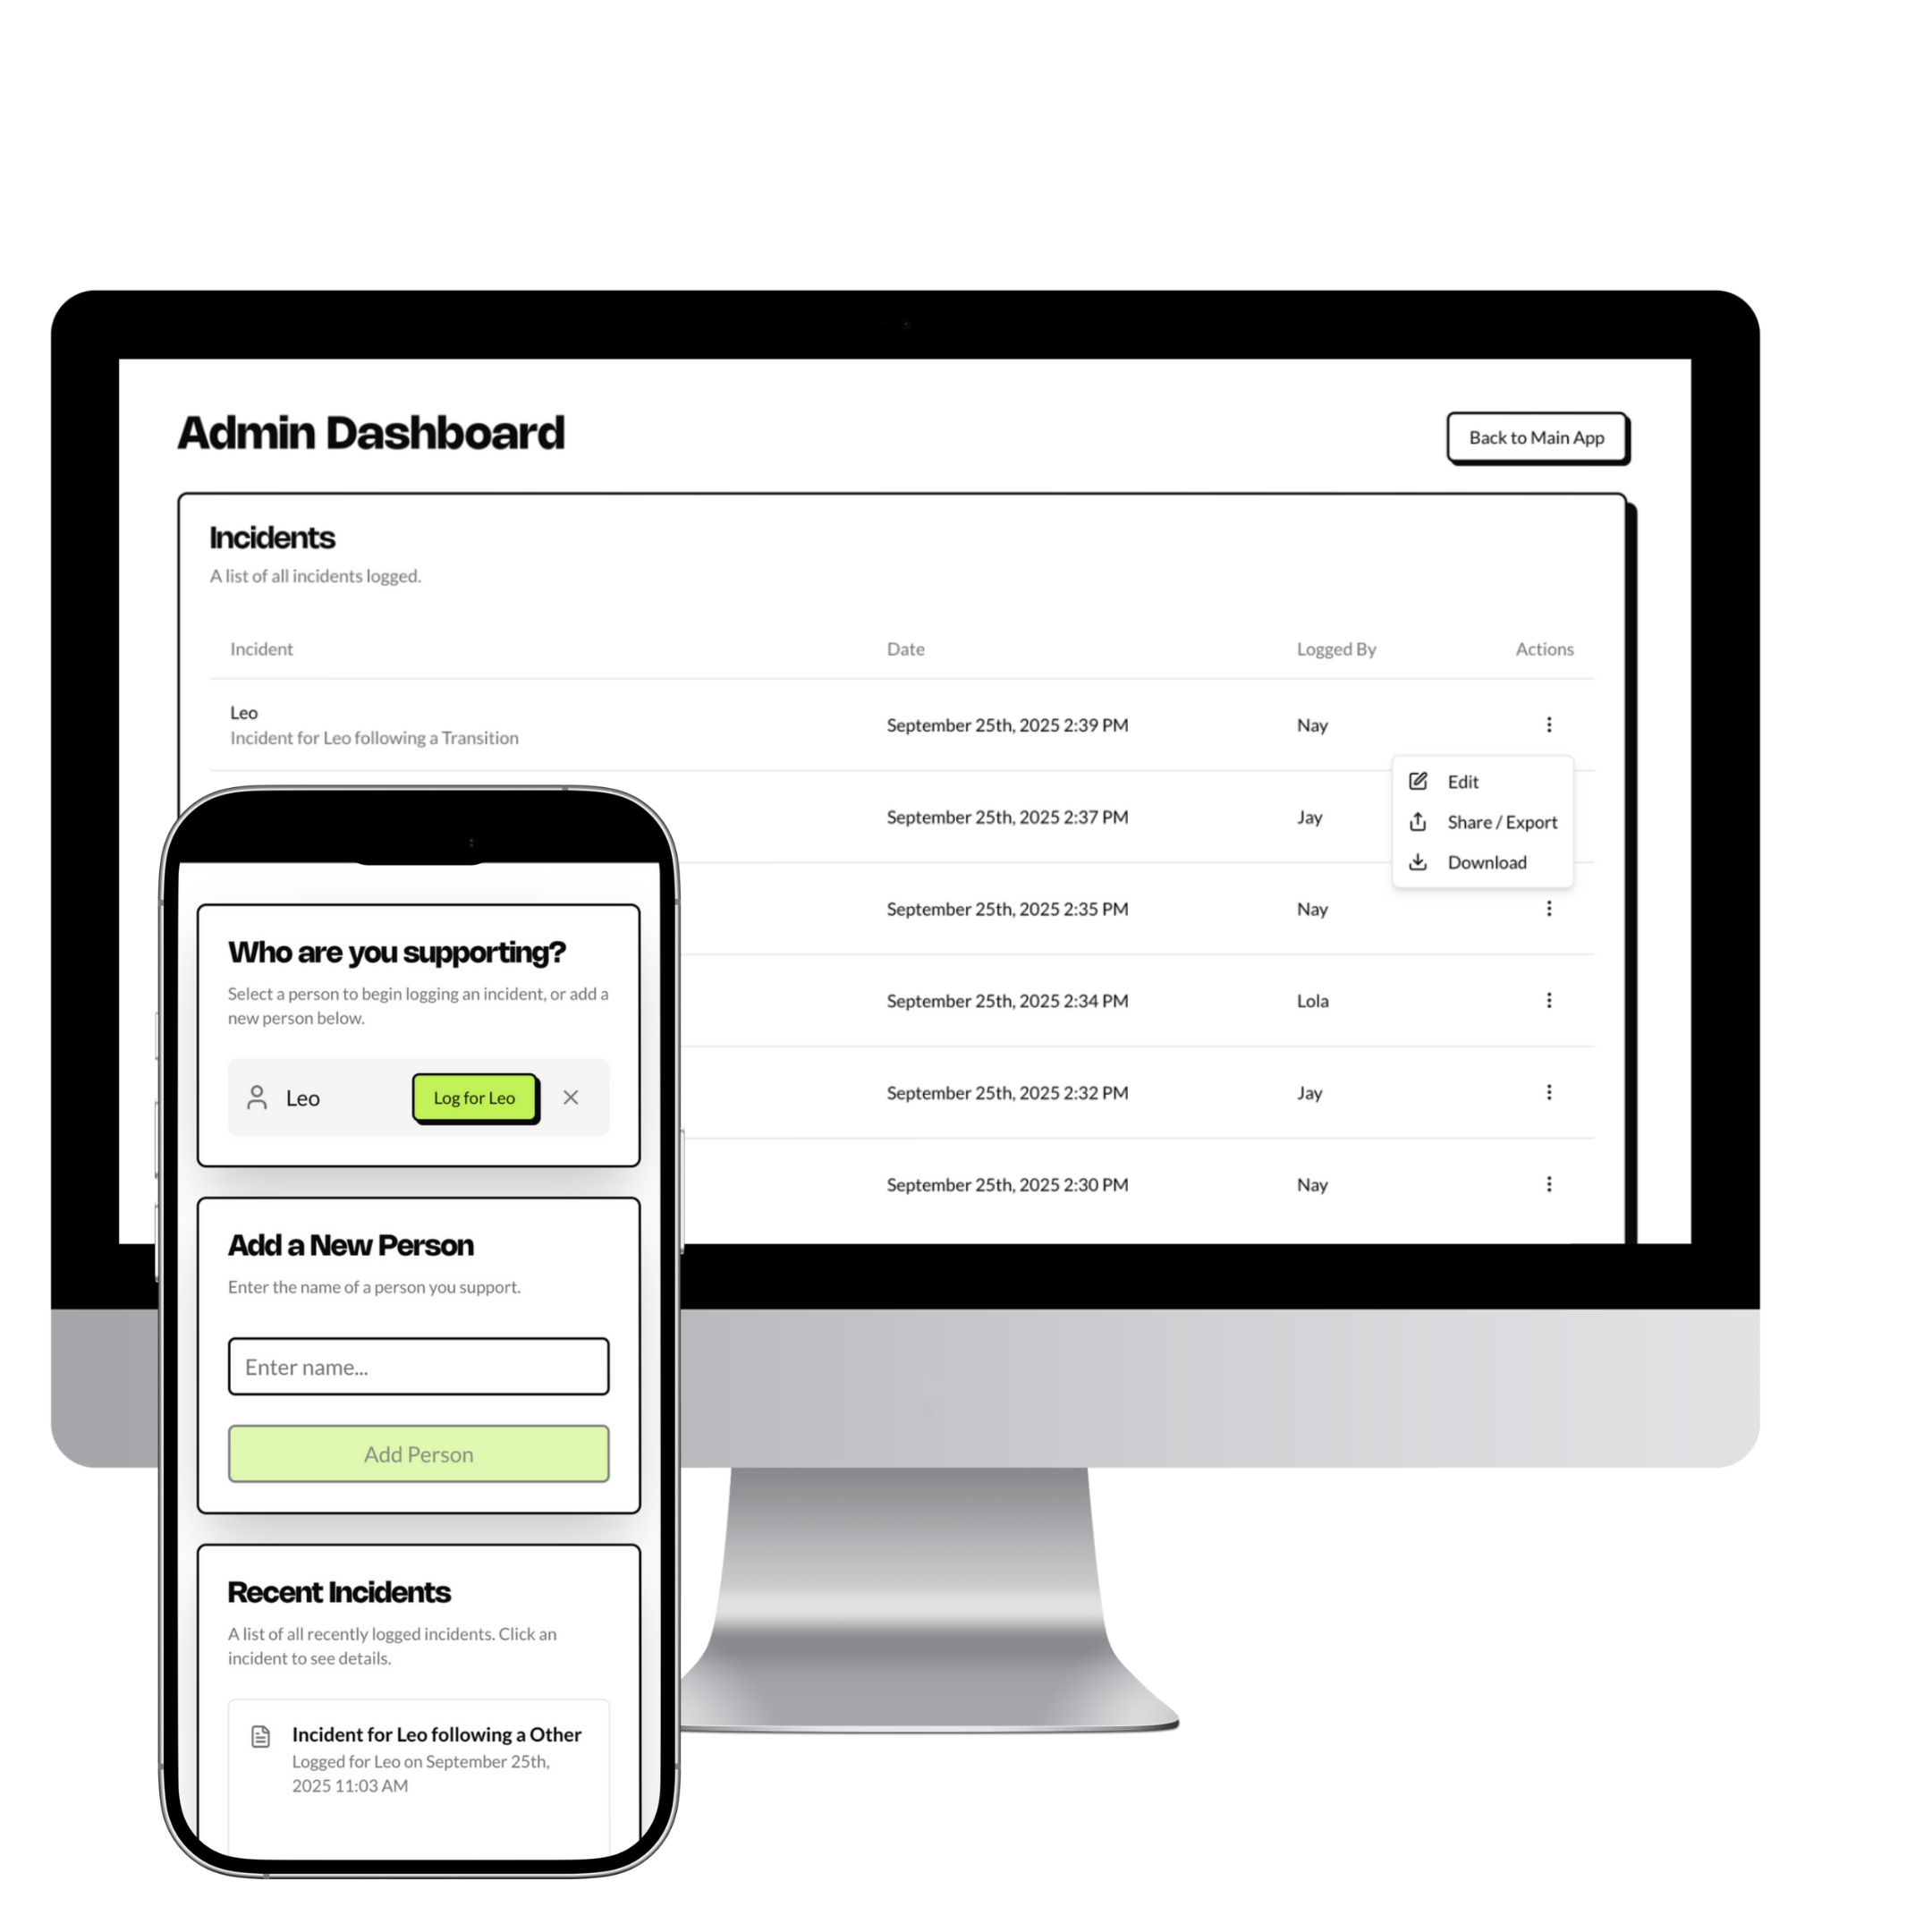 Admin Dashboard
Back to Main App
Incidents
A list of all incidents logged.
Incident Date Logged By Actions
Leo
Incident for Leo following a Transition
September 25th, 2025 2:39 PM Nay
Edit
Share / Export
Download
September 25th, 2025 2:37 PM Jay
September 25th, 2025 2:35 PM Nay
September 25th, 2025 2:34 PM Lola
September 25th, 2025 2:32 PM Jay
September 25th, 2025 2:30 PM Nay
Who are you supporting?
Select a person to begin logging an incident, or add a
new person below.
Leo Log for Leo
Add a New Person
Enter the name of a person you support.
Enter name...
Add Person
Recent Incidents
A list of all recently logged incidents. Click an
incident to see details.
Incident for Leo following a Other
Logged for Leo on September 25th,
2025 11:03 AM